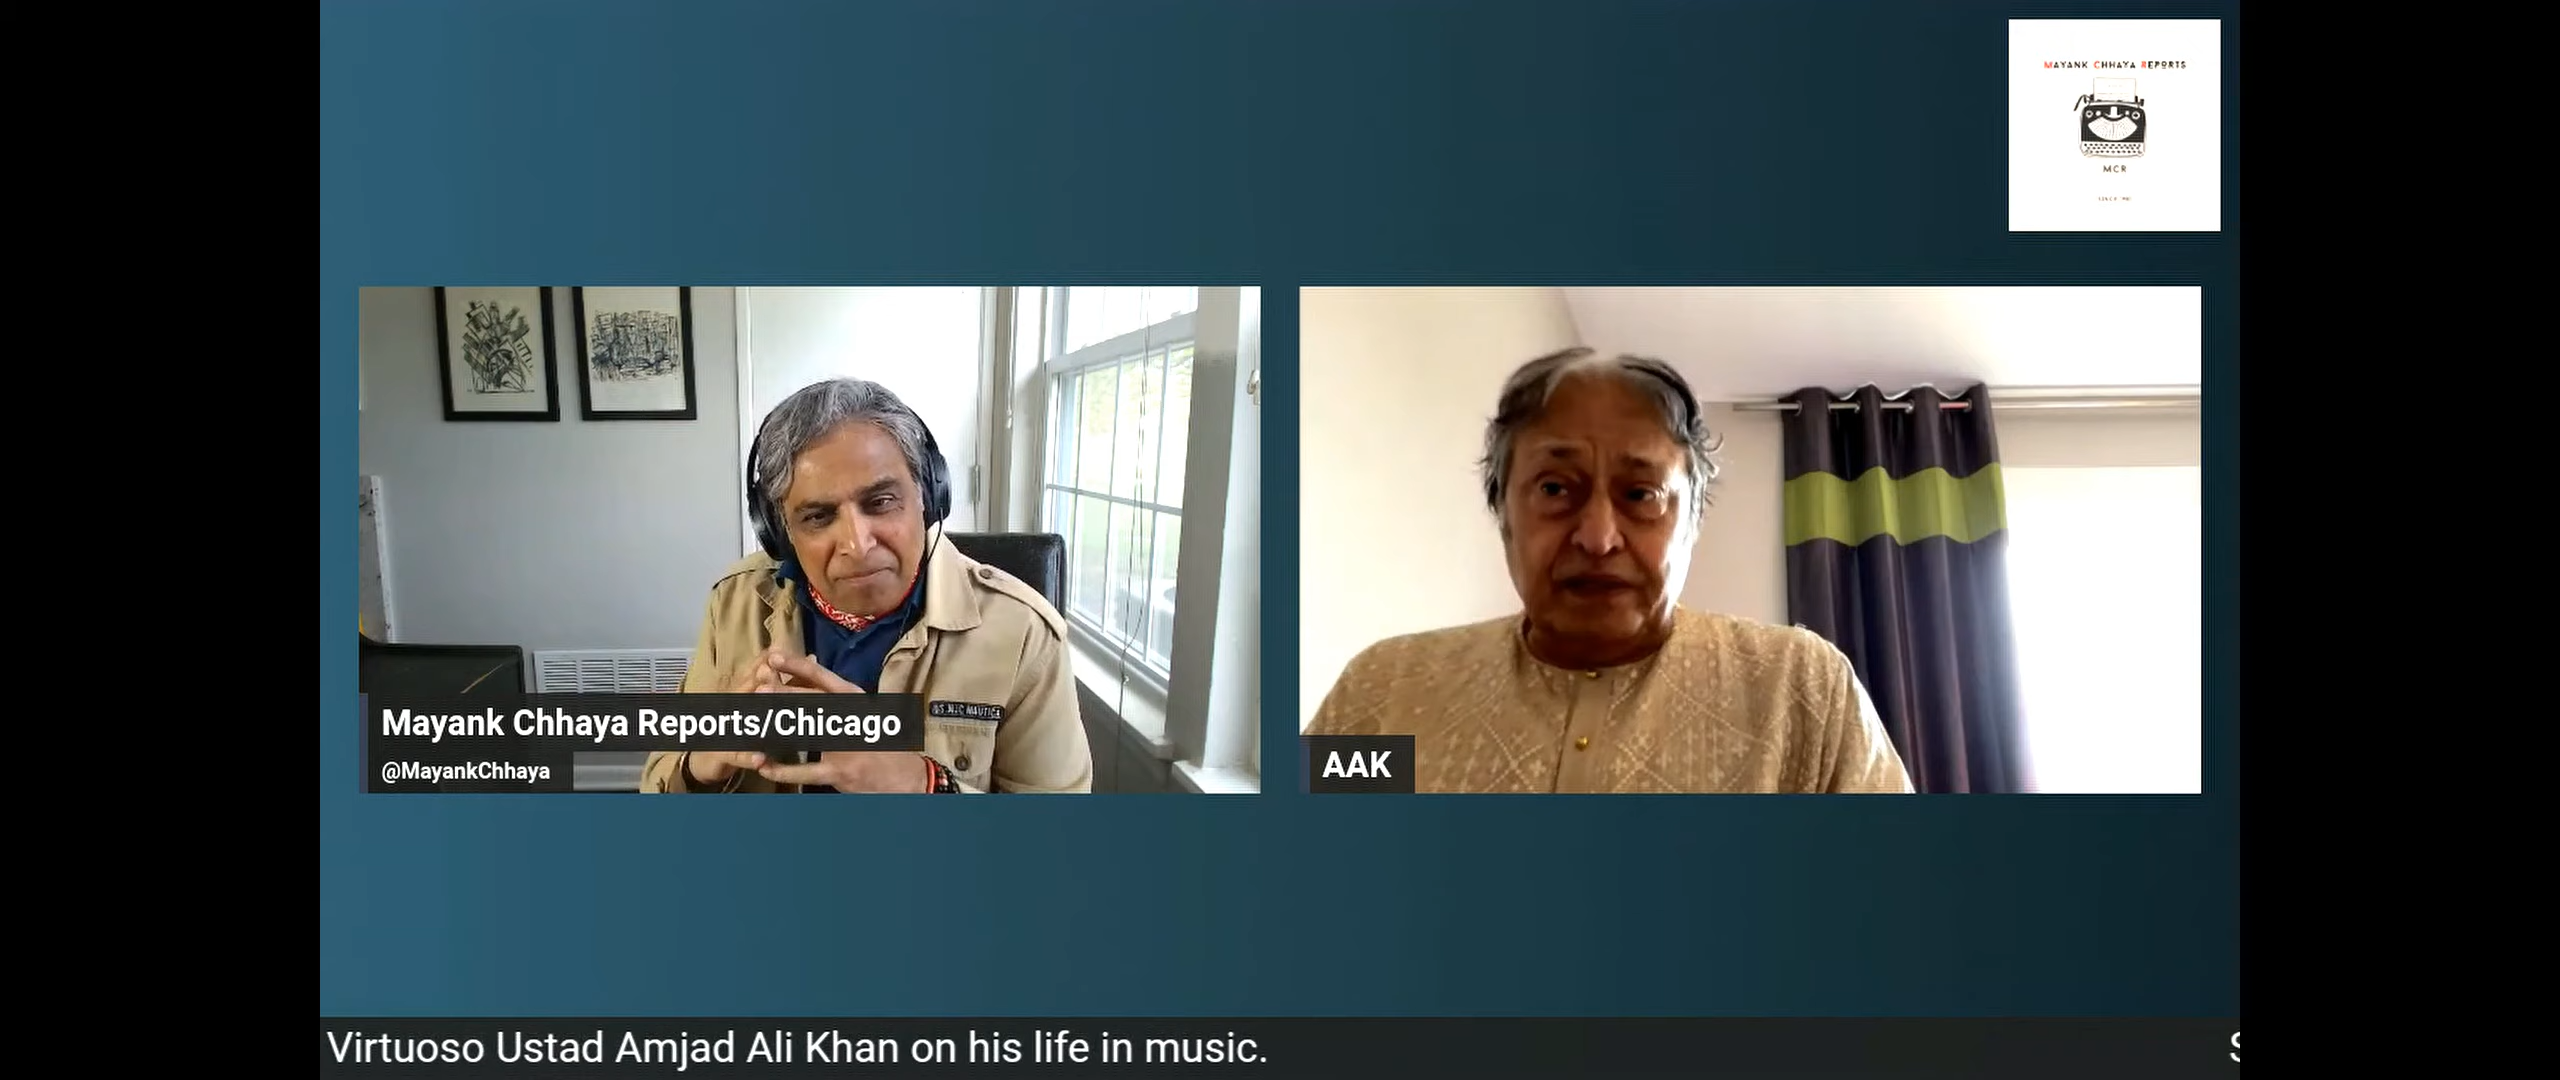 MAYANK CHHAYA REPORTS
MCR
Mayank Chhaya Reports/Chicago
@MayankChhaya
AAK
Virtuoso Ustad Amjad Ali Khan on his life in music.